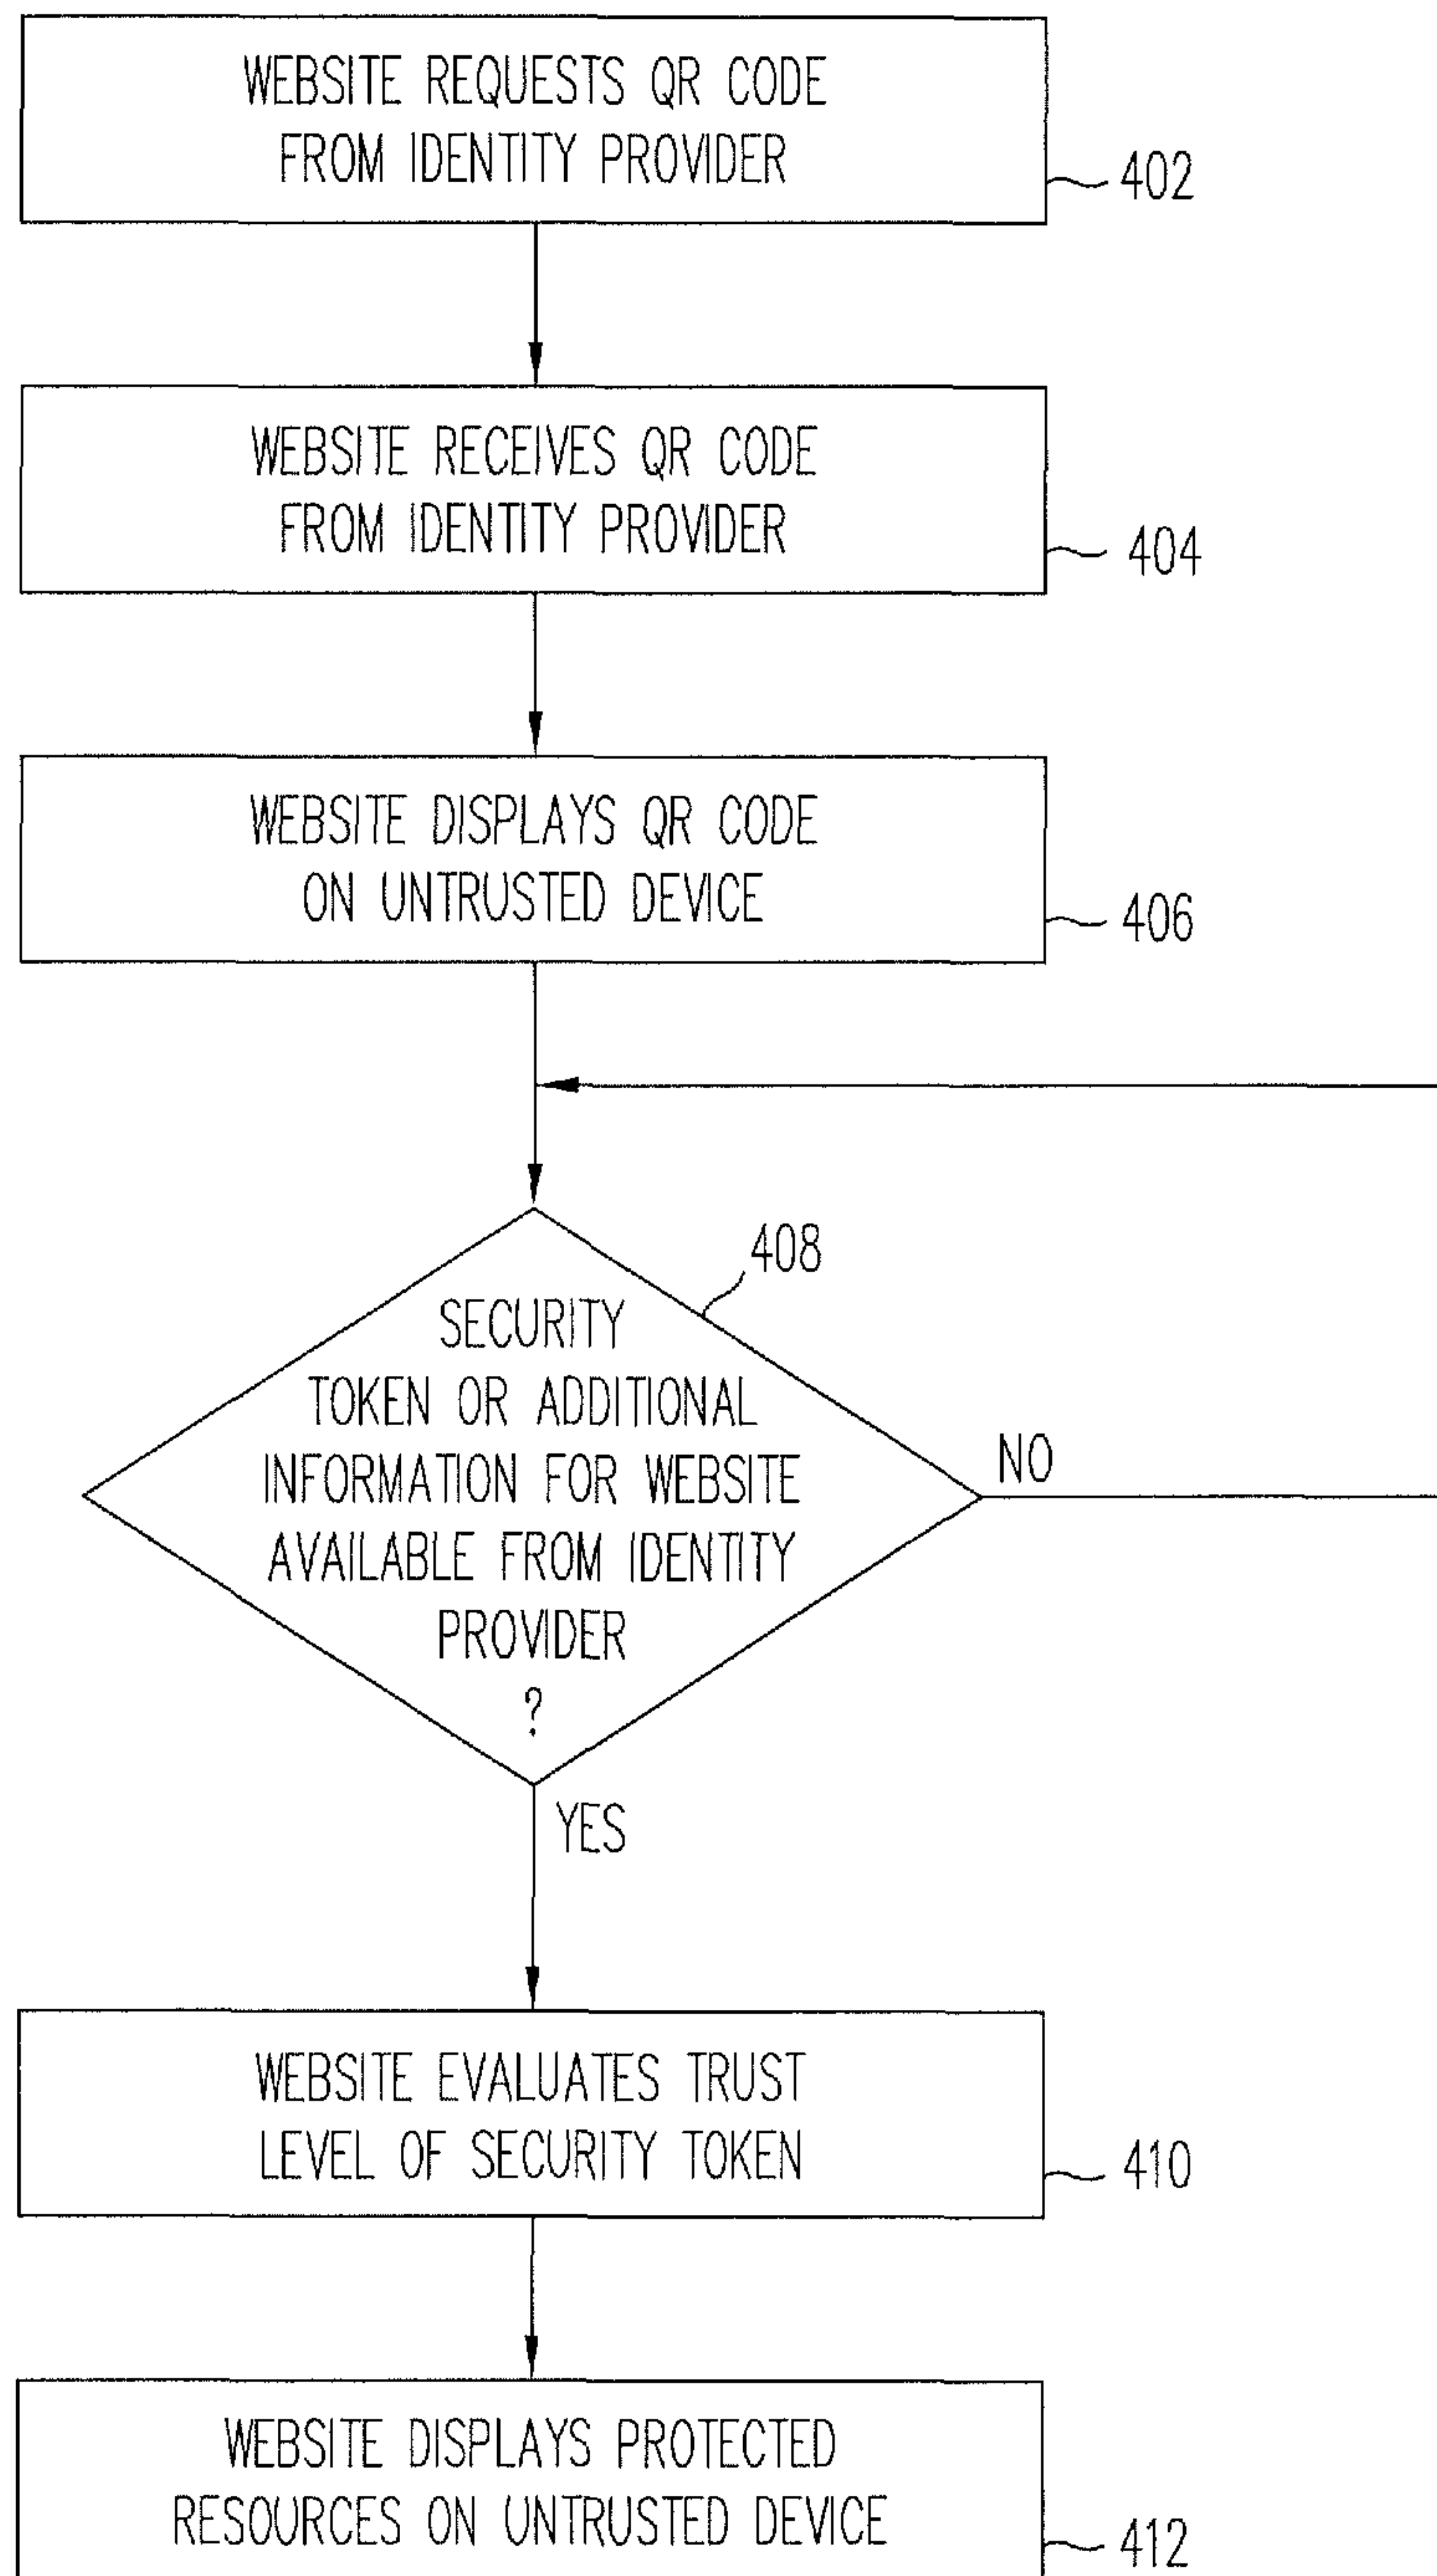 WEBSITE REQUESTS QR CODE
FROM IDENTITY PROVIDER
402
WEBSITE RECEIVES QR CODE
FROM IDENTITY PROVIDER
404
WEBSITE DISPLAYS QR CODE
ON UNTRUSTED DEVICE
406
408
SECURITY
TOKEN OR ADDITIONAL
INFORMATION FOR WEBSITE
AVAILABLE FROM IDENTITY
PROVIDER
?
NO
YES
WEBSITE EVALUATES TRUST
LEVEL OF SECURITY TOKEN
410
WEBSITE DISPLAYS PROTECTED
RESOURCES ON UNTRUSTED DEVICE
412